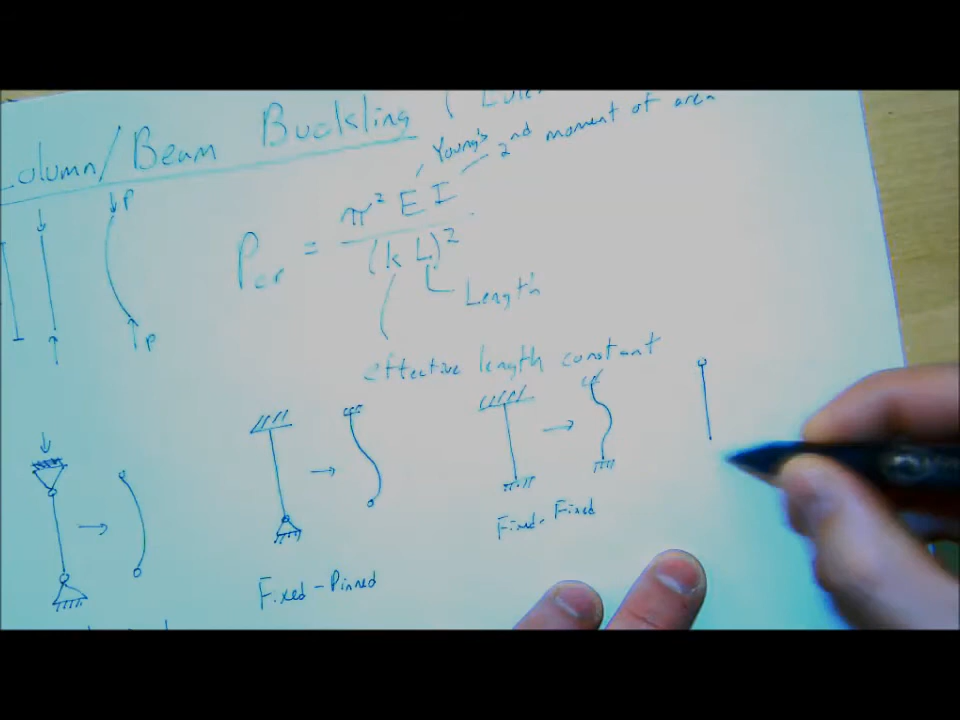 Column/Beam Buckling ( Euler
Young's
2nd moment of area
P
Pcr = π² E I / (k L)²
P
Length
effective length constant
Fixed-Fixed
Fixed-Pinned